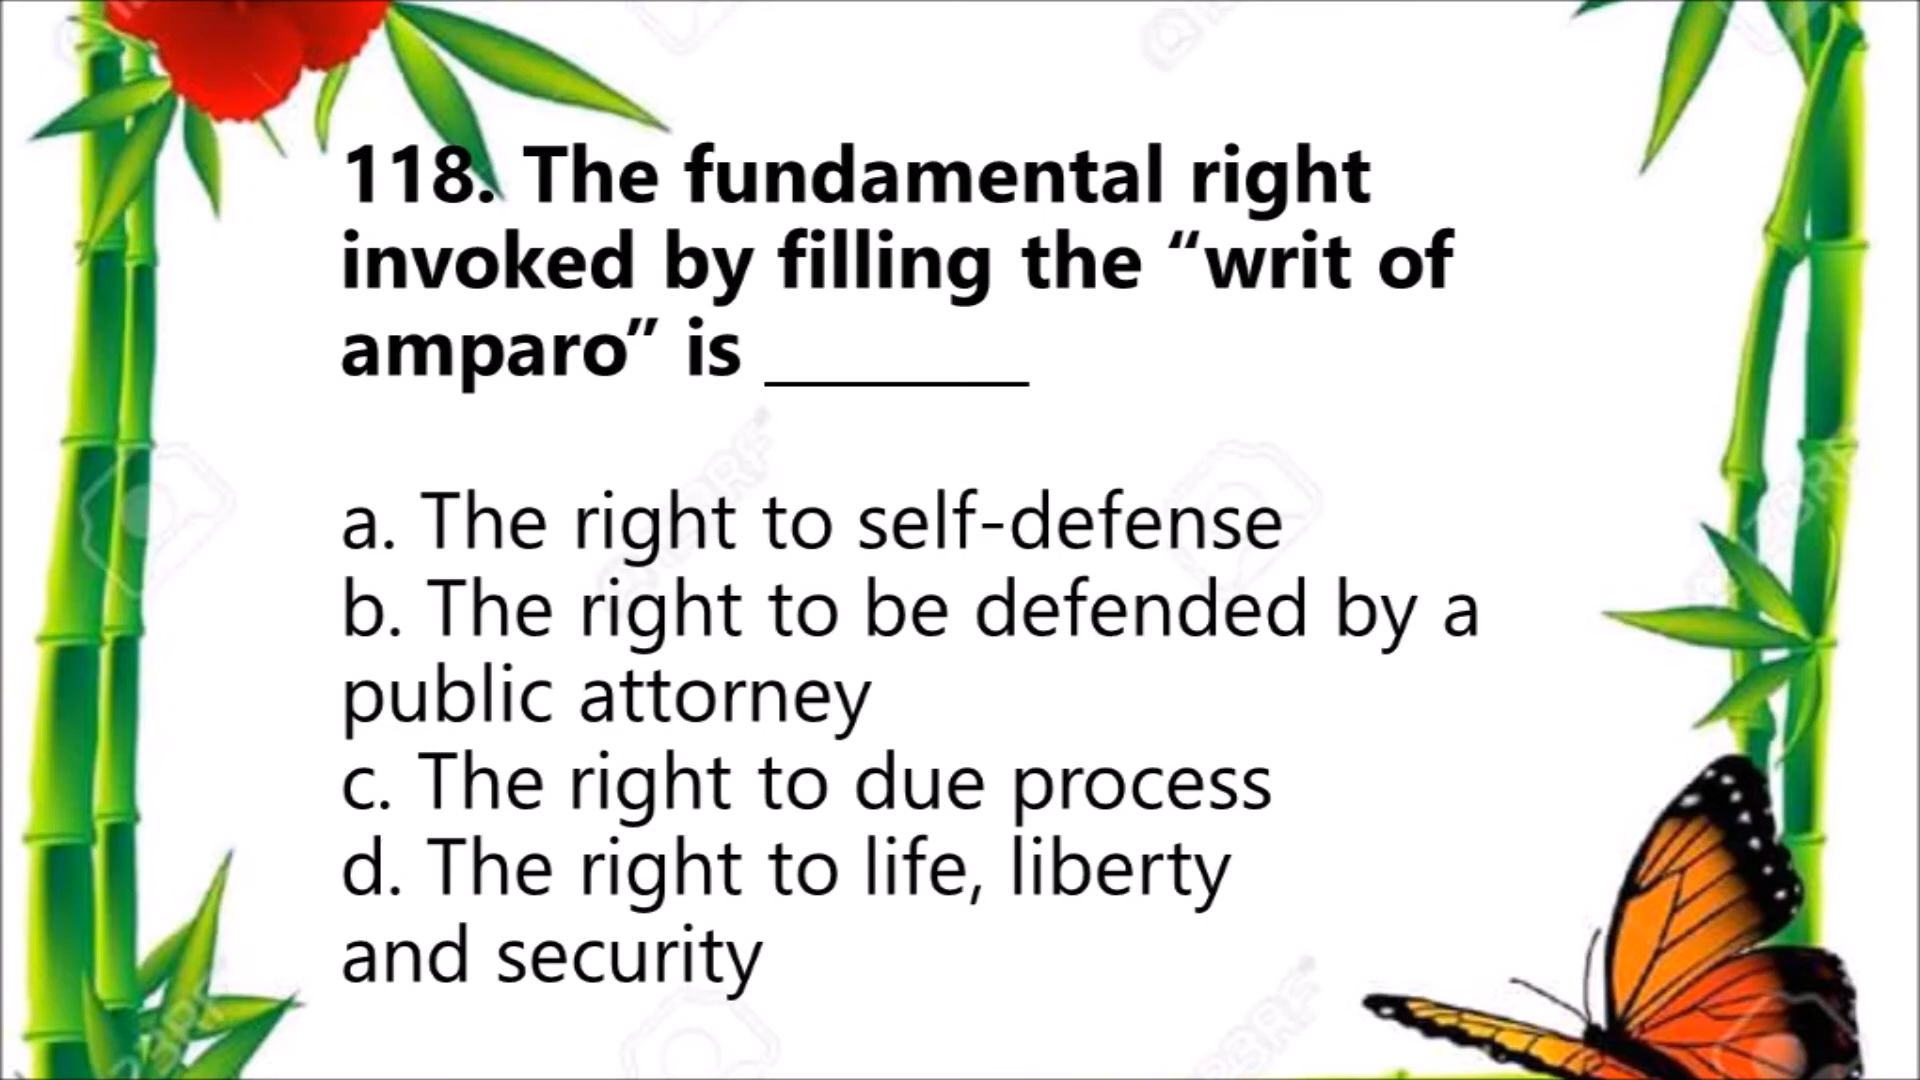 118. The fundamental right
invoked by filling the “writ of
amparo” is ________
a. The right to self-defense
b. The right to be defended by a
public attorney
c. The right to due process
d. The right to life, liberty
and security